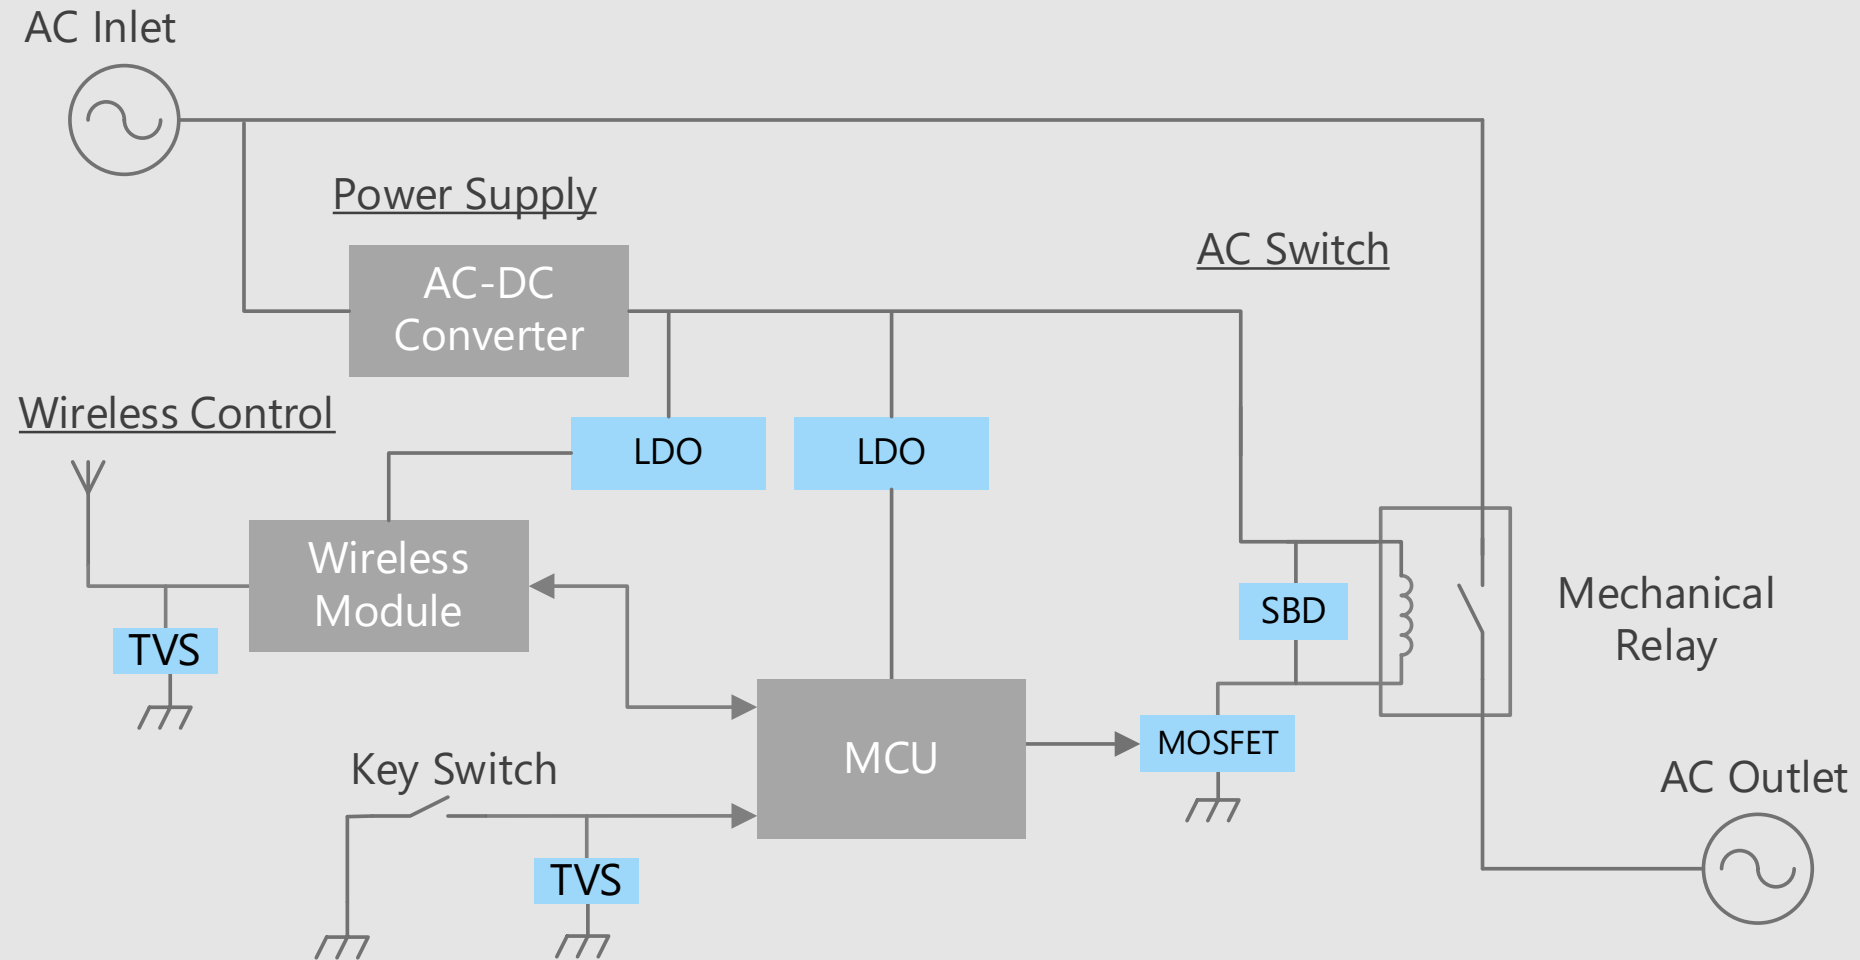 AC Inlet
Power Supply
AC Switch
AC-DC
Converter
Wireless Control
LDO
LDO
Wireless
Module
SBD
Mechanical
Relay
TVS
MOSFET
MCU
Key Switch
AC Outlet
TVS